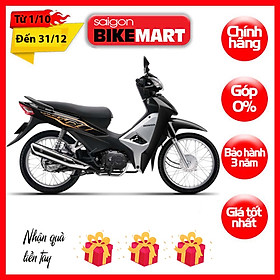 Từ 1/10
Đến 31/12
saigon
BIKEMART
Chính hãng
Góp 0%
Bảo hành 3 năm
Giá tốt nhất
Nhận quà
liền tay